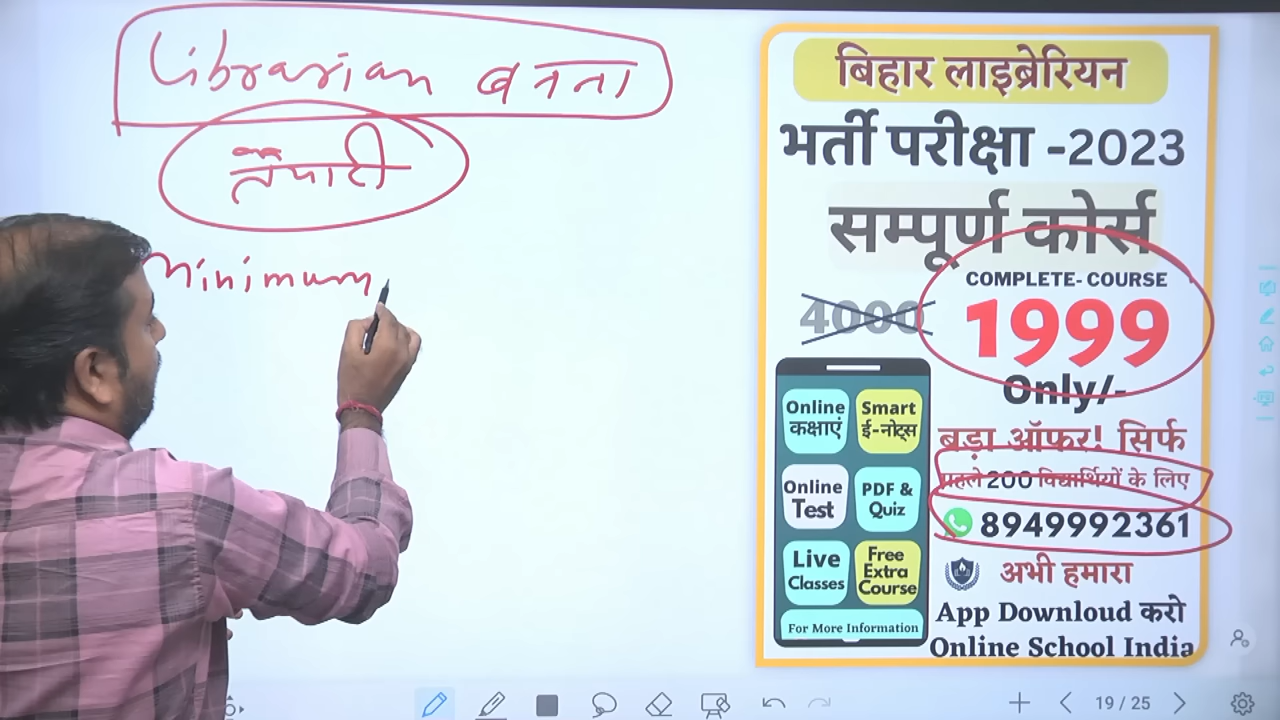 Librarian बनना
तैयारी
Minimum
बिहार लाइब्रेरियन
भर्ती परीक्षा -2023
सम्पूर्ण कोर्स
COMPLETE- COURSE
4000
1999
Only/-
बड़ा ऑफर! सिर्फ
पहले 200 विद्यार्थियों के लिए
8949992361
अभी हमारा
App Downloud करो
Online School India
Online कक्षाएं
Smart ई-नोट्स
Online Test
PDF & Quiz
Live Classes
Free Extra Course
For More Information
19 / 25